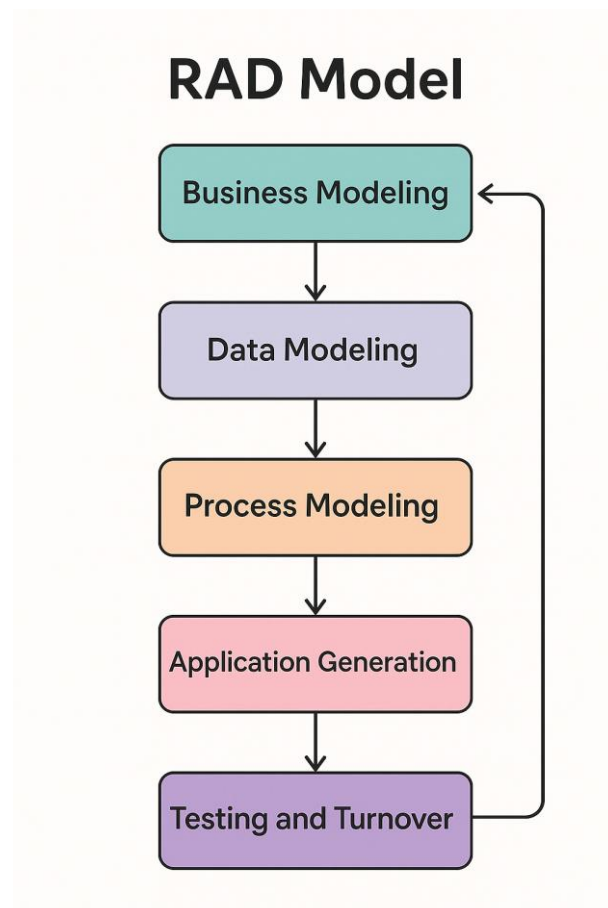 RAD Model
Business Modeling
Data Modeling
Process Modeling
Application Generation
Testing and Turnover